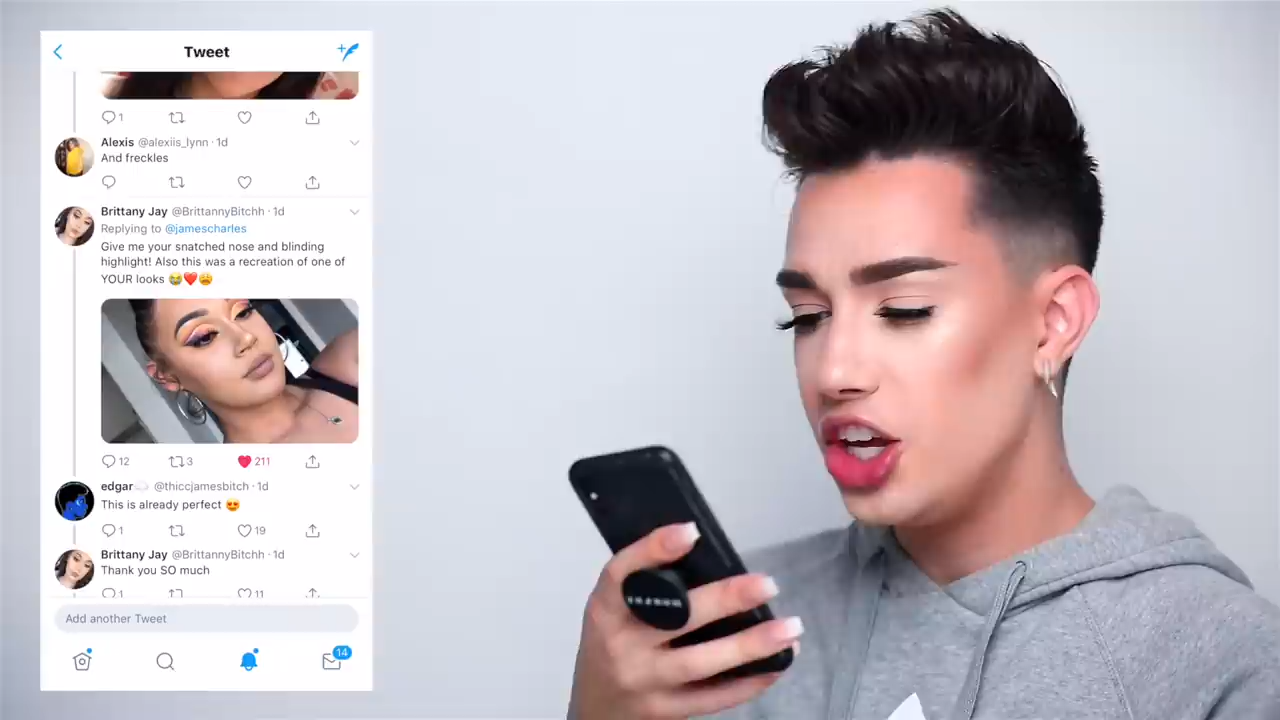 Tweet
1
Alexis @alexiis_lynn · 1d
And freckles
Brittany Jay @BrittannyBitchh · 1d
Replying to @jamescharles
Give me your snatched nose and blinding
highlight! Also this was a recreation of one of
YOUR looks 😭❤️😩
12 3 211
edgar☁️ @thiccjamesbitch · 1d
This is already perfect 😍
1 19
Brittany Jay @BrittannyBitchh · 1d
Thank you SO much
1 11
Add another Tweet
14